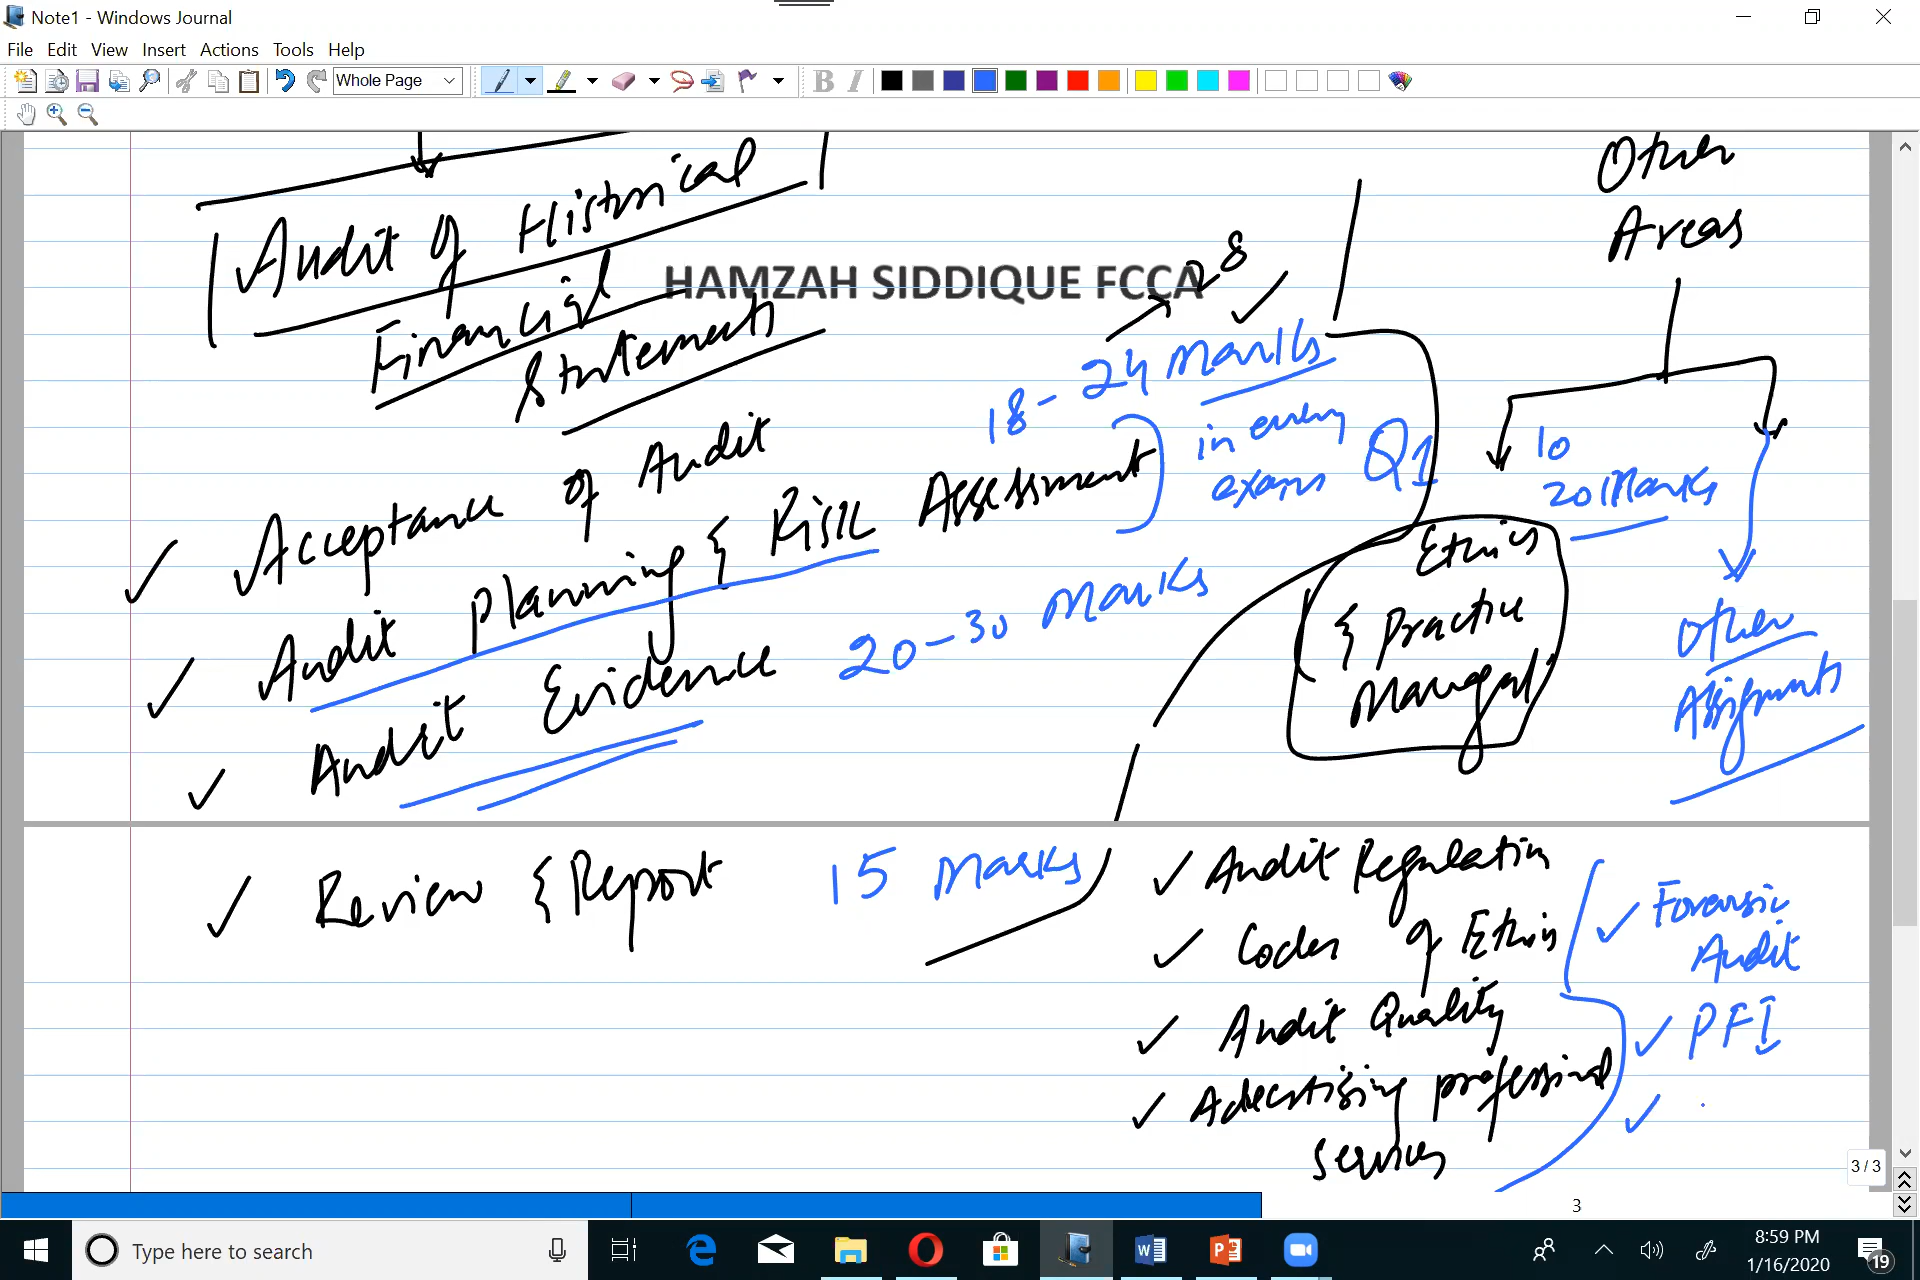 Note1 - Windows Journal
File Edit View Insert Actions Tools Help
Whole Page
B I
Other
Areas
Audit of Historical
Financial
Statements
HAMZAH SIDDIQUE FCCA
28
18 - 24 Marks
in every
exam Q1
10
20 Marks
Acceptance of Audit
Audit Planning & Risk Assessment
Audit Evidence 20-30 Marks
Ethics
& Practice
Other
Assignments
Review & Report 15 Marks
Audit Regulation
Codes of Ethics
Audit Quality
Advertising professional
services
Forensic
Audit
PFI
3 / 3
3
Type here to search
8:59 PM
1/16/2020
19